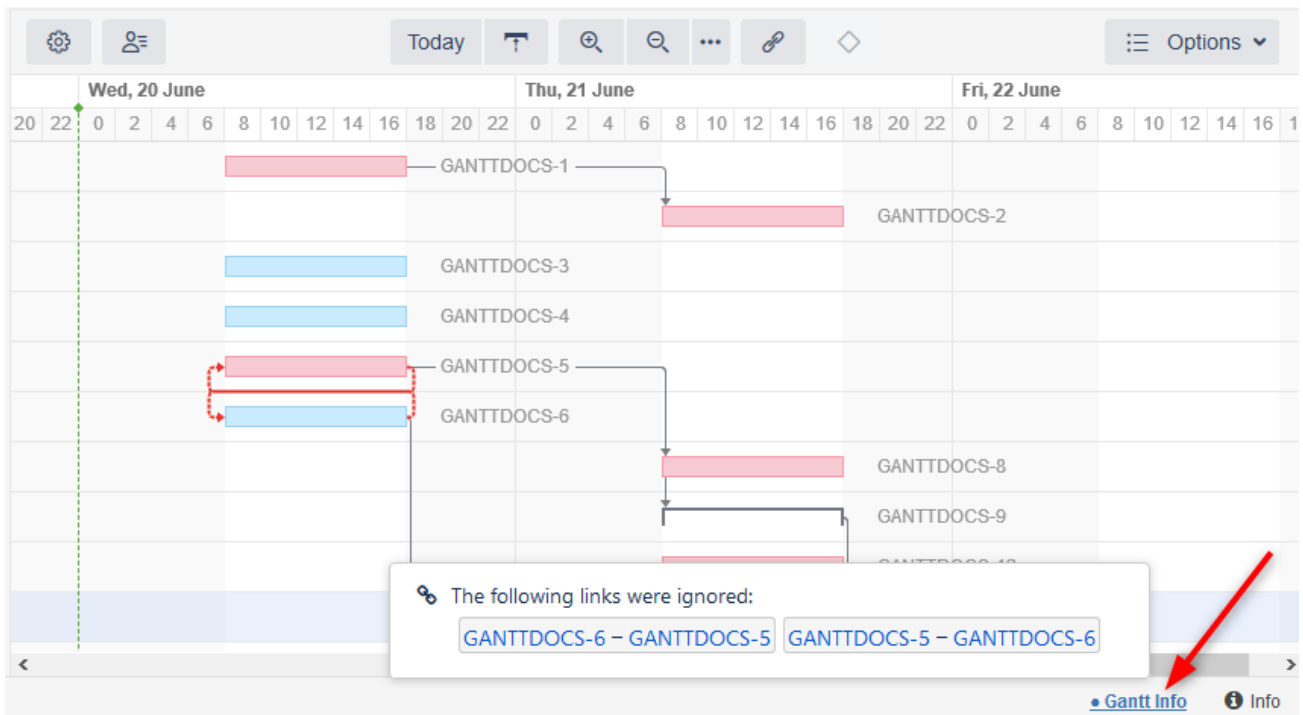 Today
Options
Wed, 20 June Thu, 21 June Fri, 22 June
20 22 0 2 4 6 8 10 12 14 16 18 20 22 0 2 4 6 8 10 12 14 16 18 20 22 0 2 4 6 8 10 12 14 16 1
GANTTDOCS-1
GANTTDOCS-2
GANTTDOCS-3
GANTTDOCS-4
GANTTDOCS-5
GANTTDOCS-6
GANTTDOCS-8
GANTTDOCS-9
The following links were ignored:
GANTTDOCS-6 – GANTTDOCS-5 GANTTDOCS-5 – GANTTDOCS-6
• Gantt Info Info